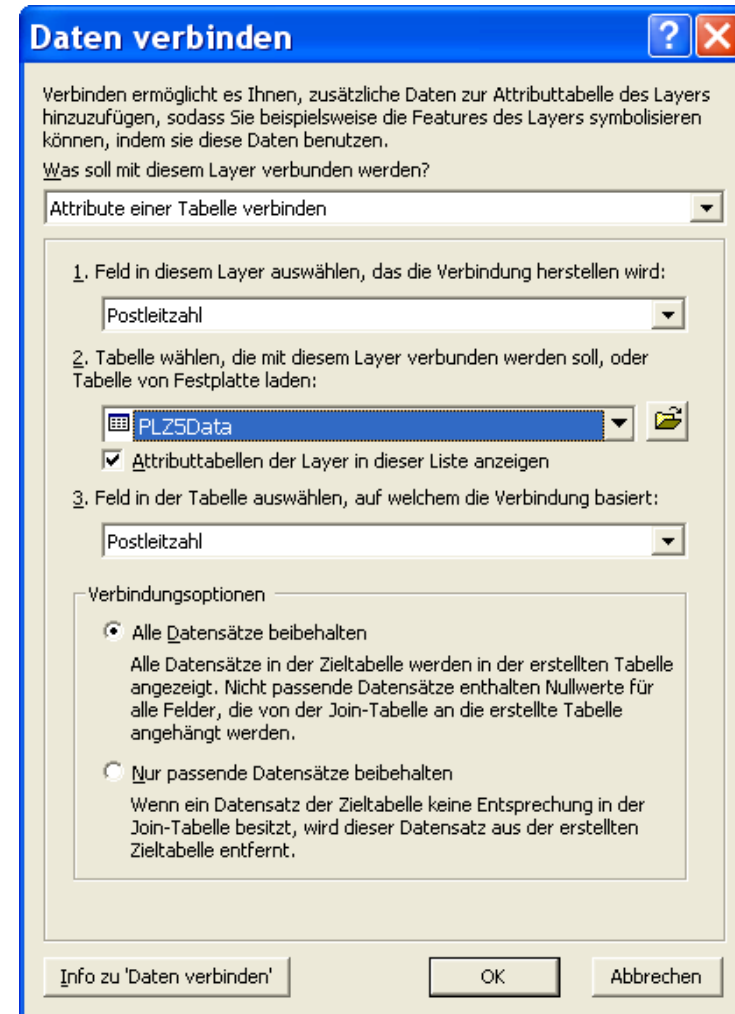 Daten verbinden
Verbinden ermöglicht es Ihnen, zusätzliche Daten zur Attributtabelle des Layers
hinzuzufügen, sodass Sie beispielsweise die Features des Layers symbolisieren
können, indem sie diese Daten benutzen.
Was soll mit diesem Layer verbunden werden?
Attribute einer Tabelle verbinden
1. Feld in diesem Layer auswählen, das die Verbindung herstellen wird:
Postleitzahl
2. Tabelle wählen, die mit diesem Layer verbunden werden soll, oder
Tabelle von Festplatte laden:
PLZ5Data
Attributtabellen der Layer in dieser Liste anzeigen
3. Feld in der Tabelle auswählen, auf welchem die Verbindung basiert:
Postleitzahl
Verbindungsoptionen
Alle Datensätze beibehalten
Alle Datensätze in der Zieltabelle werden in der erstellten Tabelle
angezeigt. Nicht passende Datensätze enthalten Nullwerte für
alle Felder, die von der Join-Tabelle an die erstellte Tabelle
angehängt werden.
Nur passende Datensätze beibehalten
Wenn ein Datensatz der Zieltabelle keine Entsprechung in der
Join-Tabelle besitzt, wird dieser Datensatz aus der erstellten
Zieltabelle entfernt.
Info zu 'Daten verbinden'
OK
Abbrechen